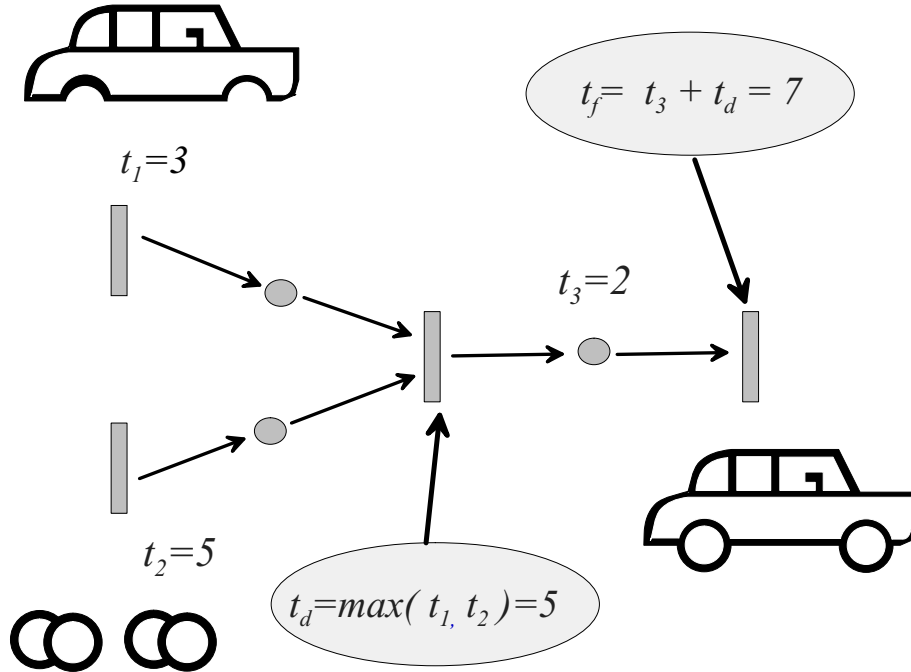 t_f= t_3 + t_d = 7
t_1=3
t_3=2
t_2=5
t_d=max( t_1, t_2 )=5